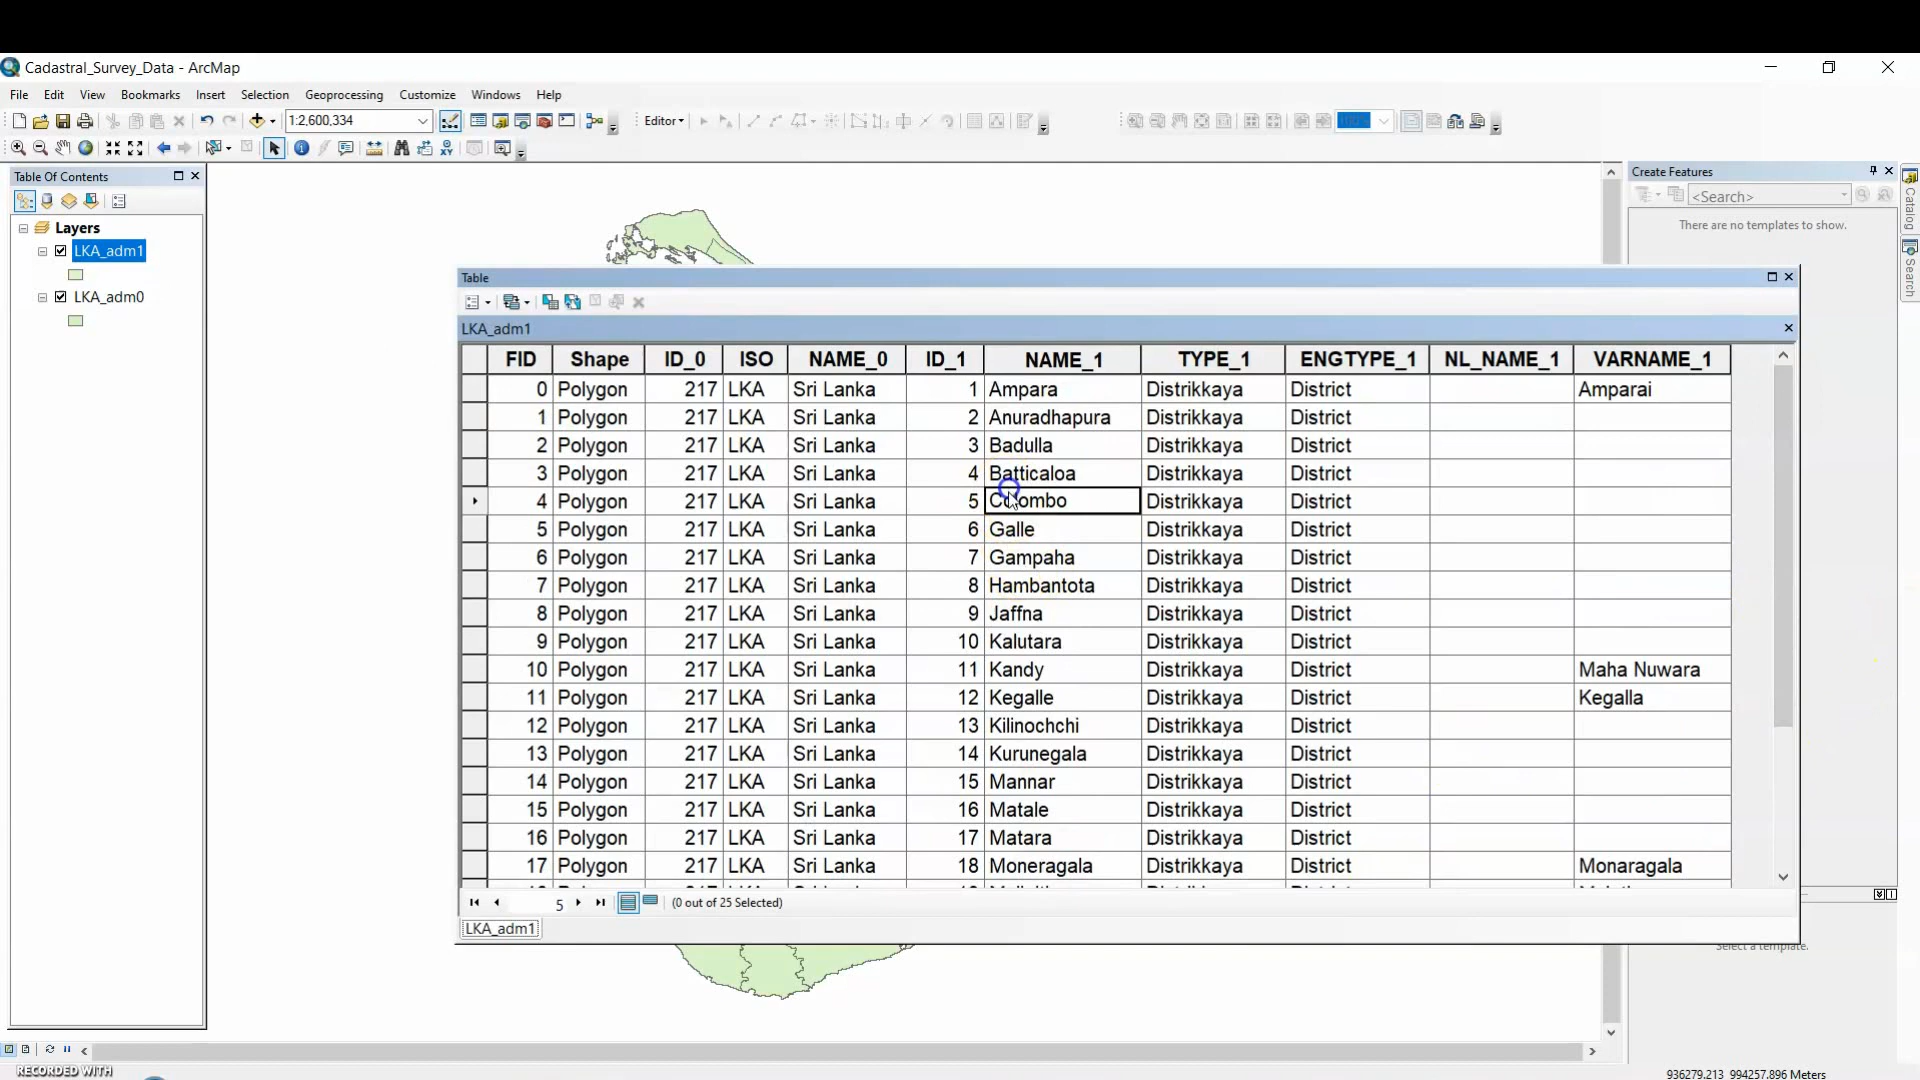 Cadastral_Survey_Data - ArcMap
File Edit View Bookmarks Insert Selection Geoprocessing Customize Windows Help
1:2,600,334 Editor
Table Of Contents
Layers
LKA_adm1
LKA_adm0
Create Features
<Search>
There are no templates to show.
Catalog
Search
Table
LKA_adm1
FID Shape ID_0 ISO NAME_0 ID_1 NAME_1 TYPE_1 ENGTYPE_1 NL_NAME_1 VARNAME_1
0 Polygon 217 LKA Sri Lanka 1 Ampara Distrikkaya District Amparai
1 Polygon 217 LKA Sri Lanka 2 Anuradhapura Distrikkaya District
2 Polygon 217 LKA Sri Lanka 3 Badulla Distrikkaya District
3 Polygon 217 LKA Sri Lanka 4 Batticaloa Distrikkaya District
4 Polygon 217 LKA Sri Lanka 5 Colombo Distrikkaya District
5 Polygon 217 LKA Sri Lanka 6 Galle Distrikkaya District
6 Polygon 217 LKA Sri Lanka 7 Gampaha Distrikkaya District
7 Polygon 217 LKA Sri Lanka 8 Hambantota Distrikkaya District
8 Polygon 217 LKA Sri Lanka 9 Jaffna Distrikkaya District
9 Polygon 217 LKA Sri Lanka 10 Kalutara Distrikkaya District
10 Polygon 217 LKA Sri Lanka 11 Kandy Distrikkaya District Maha Nuwara
11 Polygon 217 LKA Sri Lanka 12 Kegalle Distrikkaya District Kegalla
12 Polygon 217 LKA Sri Lanka 13 Kilinochchi Distrikkaya District
13 Polygon 217 LKA Sri Lanka 14 Kurunegala Distrikkaya District
14 Polygon 217 LKA Sri Lanka 15 Mannar Distrikkaya District
15 Polygon 217 LKA Sri Lanka 16 Matale Distrikkaya District
16 Polygon 217 LKA Sri Lanka 17 Matara Distrikkaya District
17 Polygon 217 LKA Sri Lanka 18 Moneragala Distrikkaya District Monaragala
5 (0 out of 25 Selected)
LKA_adm1
Select a template.
RECORDED WITH
936279.213 994257.896 Meters